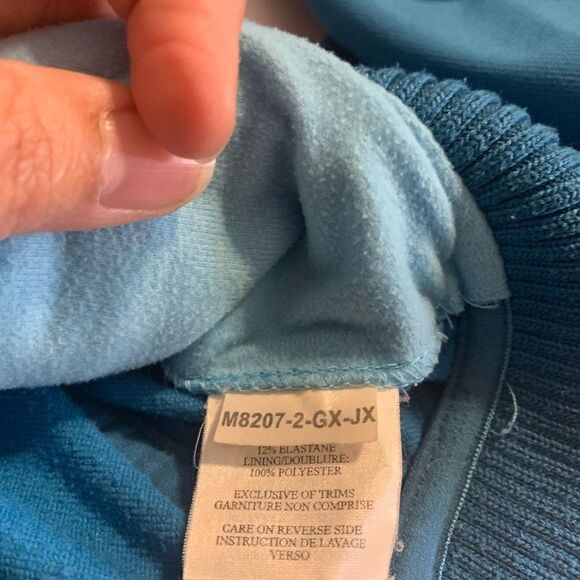 M8207-2-GX-JX
12% ELASTANE
LINING/DOUBLURE:
100% POLYESTER
EXCLUSIVE OF TRIMS
GARNITURE NON COMPRISE
CARE ON REVERSE SIDE
INSTRUCTION DE LAVAGE
VERSO